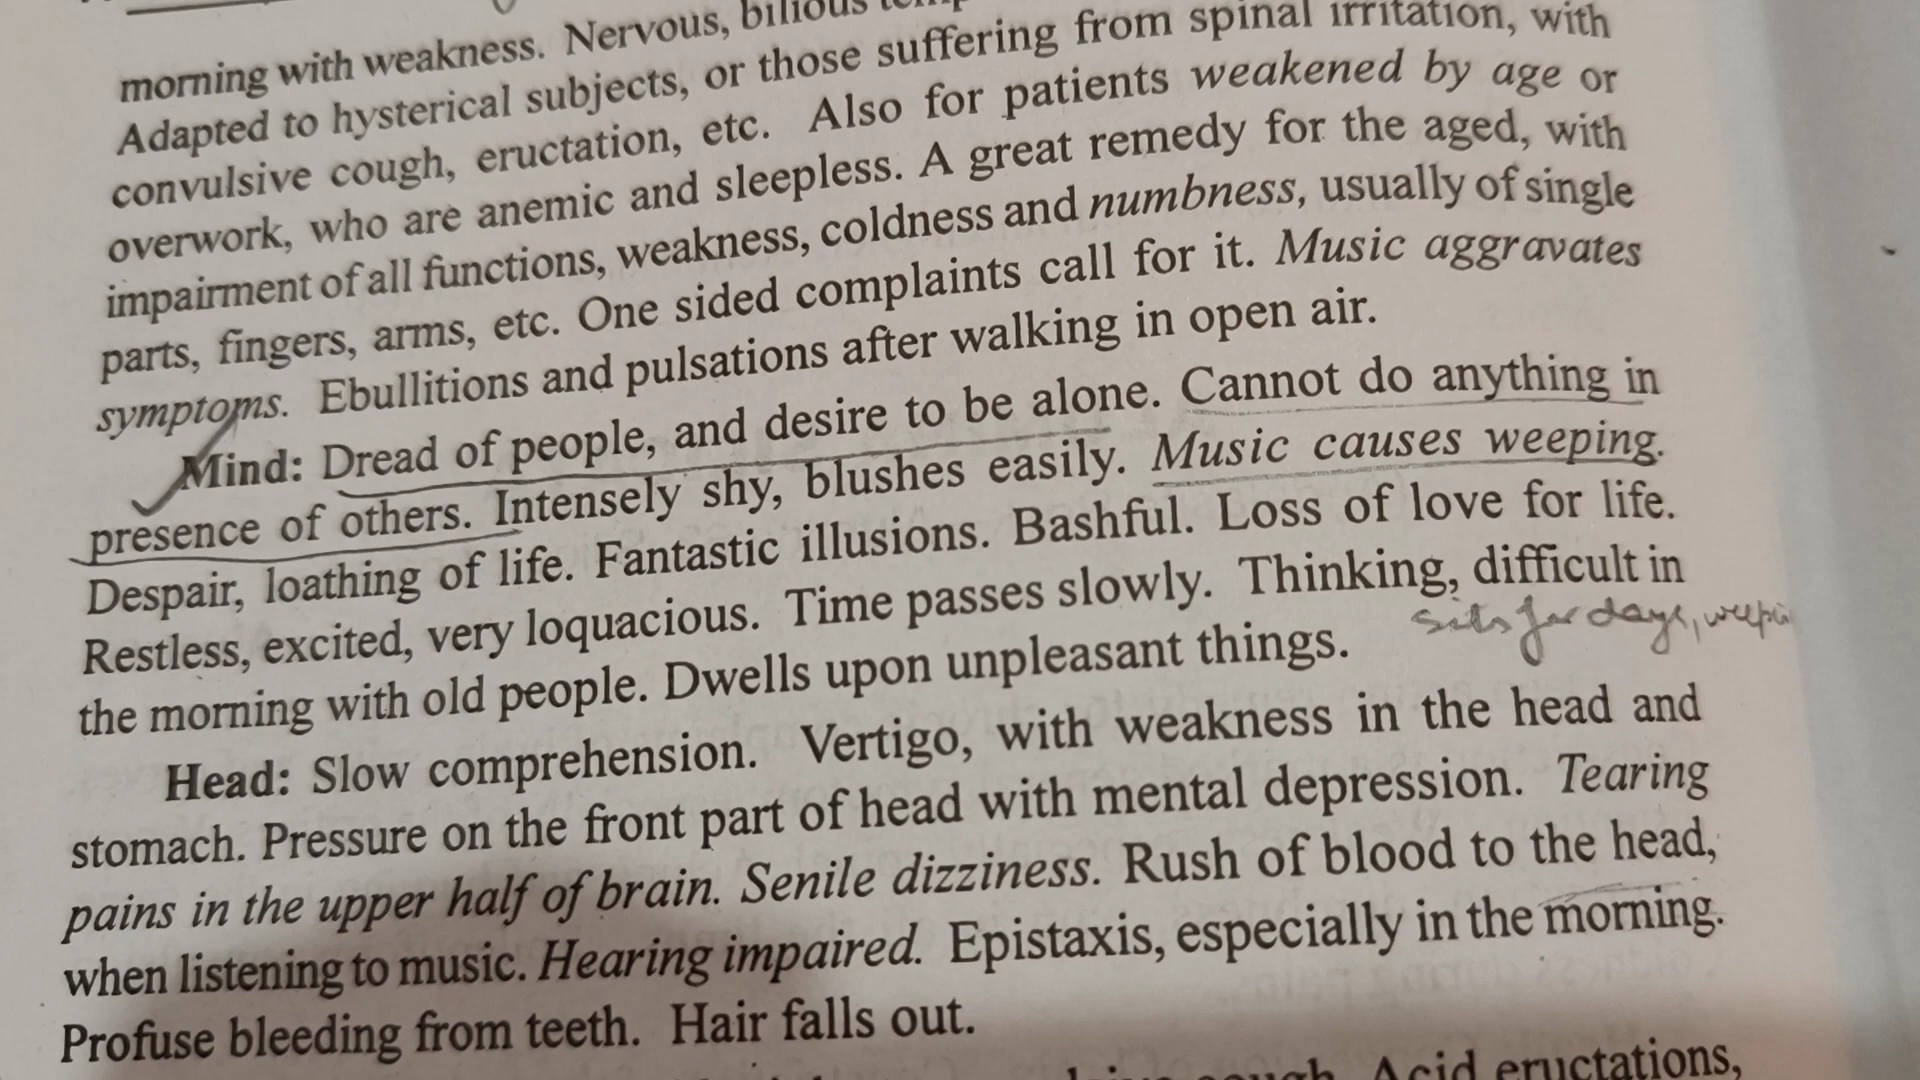 morning with weakness. Nervous, bilious
Adapted to hysterical subjects, or those suffering from spinal irritation, with
convulsive cough, eructation, etc. Also for patients weakened by age or
overwork, who are anemic and sleepless. A great remedy for the aged, with
impairment of all functions, weakness, coldness and numbness, usually of single
parts, fingers, arms, etc. One sided complaints call for it. Music aggravates
symptoms. Ebullitions and pulsations after walking in open air.
Mind: Dread of people, and desire to be alone. Cannot do anything in
presence of others. Intensely shy, blushes easily. Music causes weeping.
Despair, loathing of life. Fantastic illusions. Bashful. Loss of love for life.
Restless, excited, very loquacious. Time passes slowly. Thinking, difficult in
the morning with old people. Dwells upon unpleasant things.
Sits for days,
Head: Slow comprehension. Vertigo, with weakness in the head and
stomach. Pressure on the front part of head with mental depression. Tearing
pains in the upper half of brain. Senile dizziness. Rush of blood to the head,
when listening to music. Hearing impaired. Epistaxis, especially in the morning.
Profuse bleeding from teeth. Hair falls out.
cough. Acid eructations,